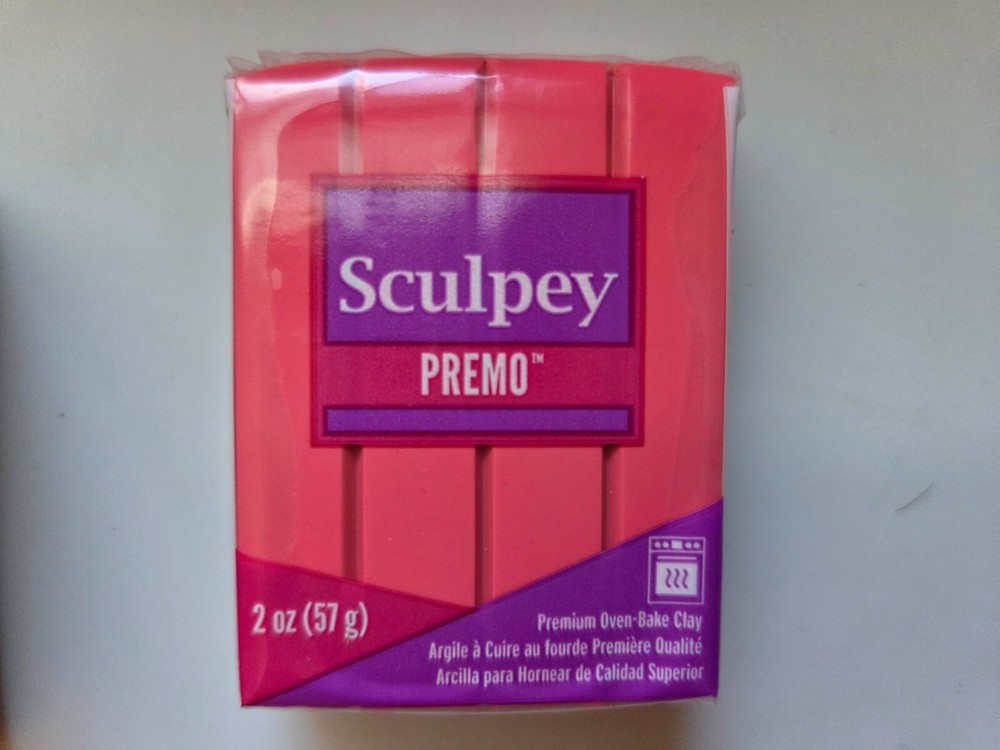 Sculpey
PREMO™
2 oz (57 g)
Premium Oven-Bake Clay
Argile à Cuire au fourde Première Qualité
Arcilla para Hornear de Calidad Superior